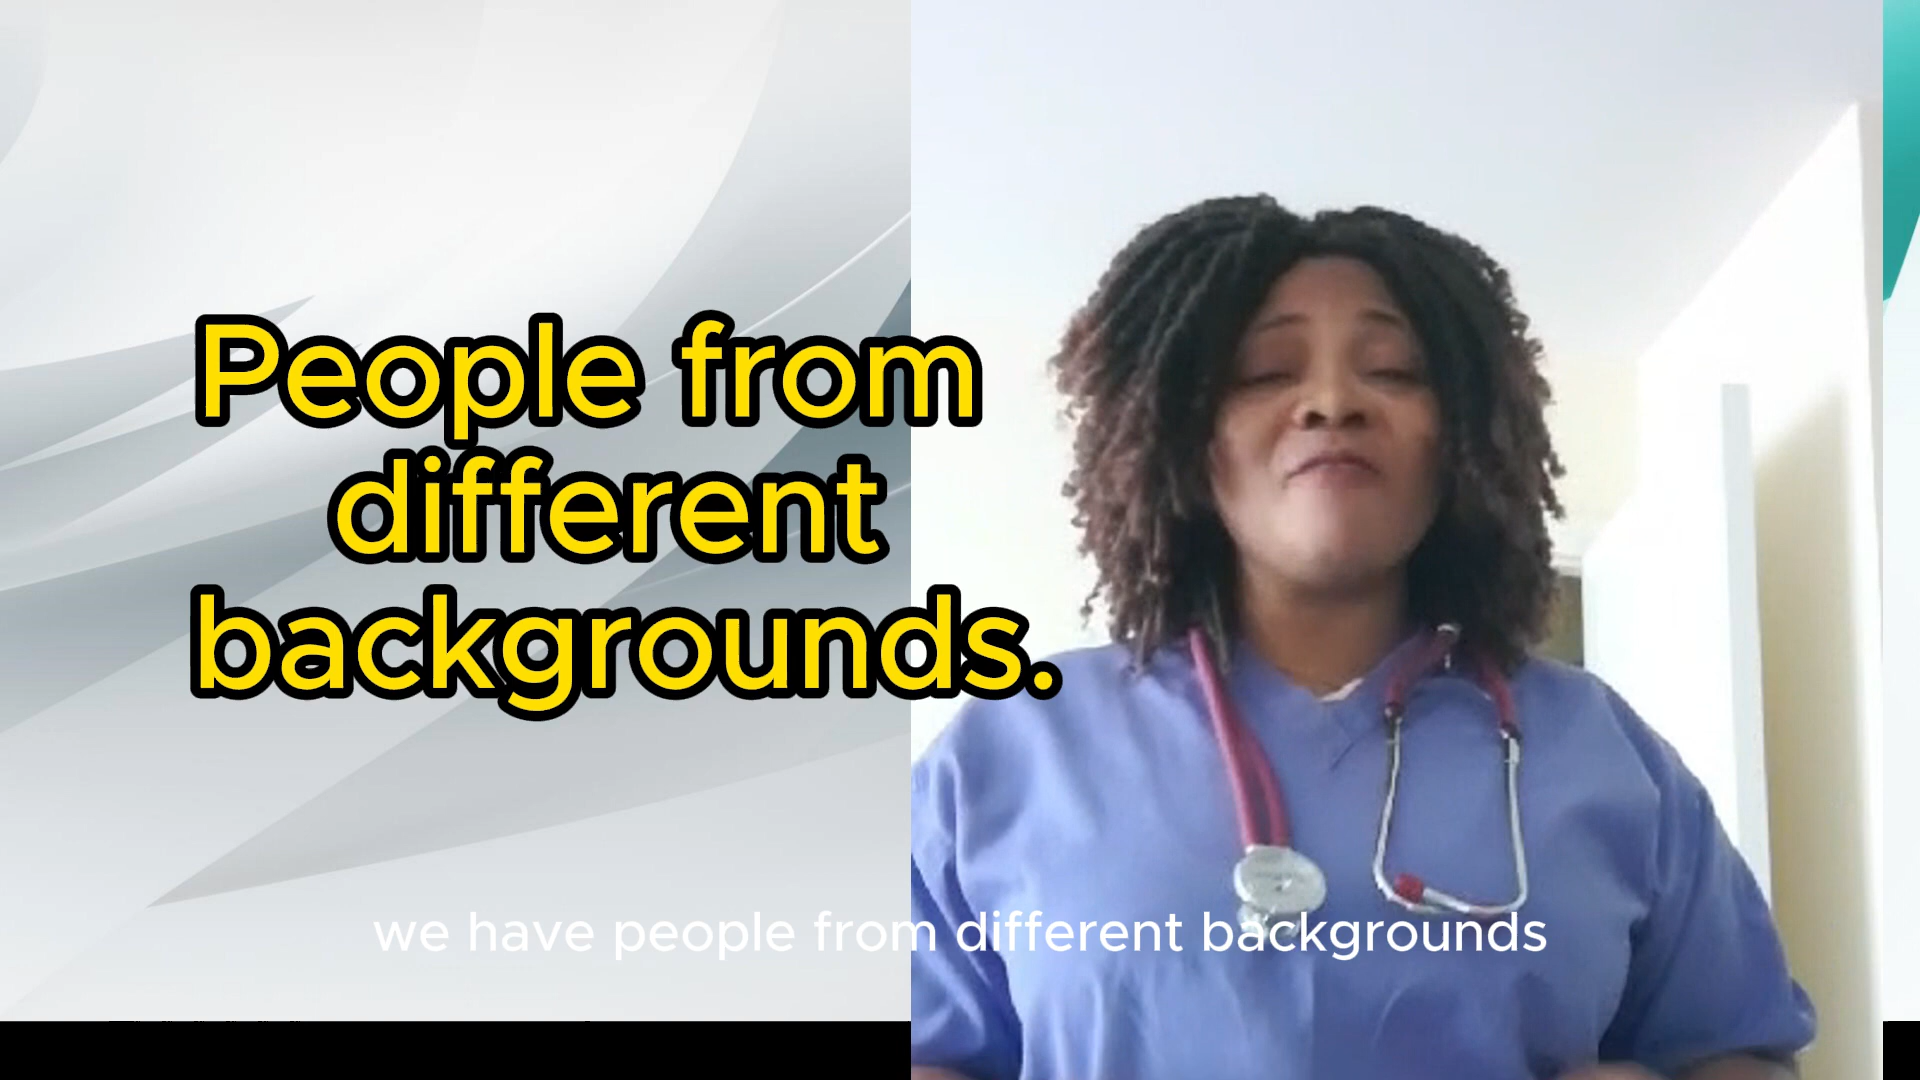 People from
different
backgrounds.
we have people from different backgrounds